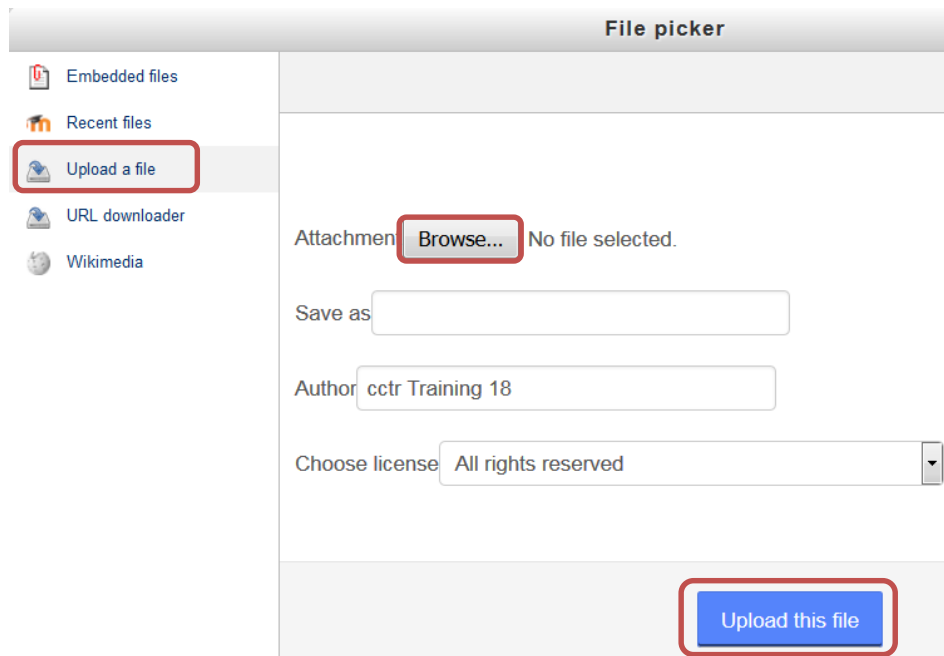 File picker
Embedded files
Recent files
Upload a file
URL downloader
Wikimedia
Attachment Browse... No file selected.
Save as
Author cctr Training 18
Choose license All rights reserved
Upload this file